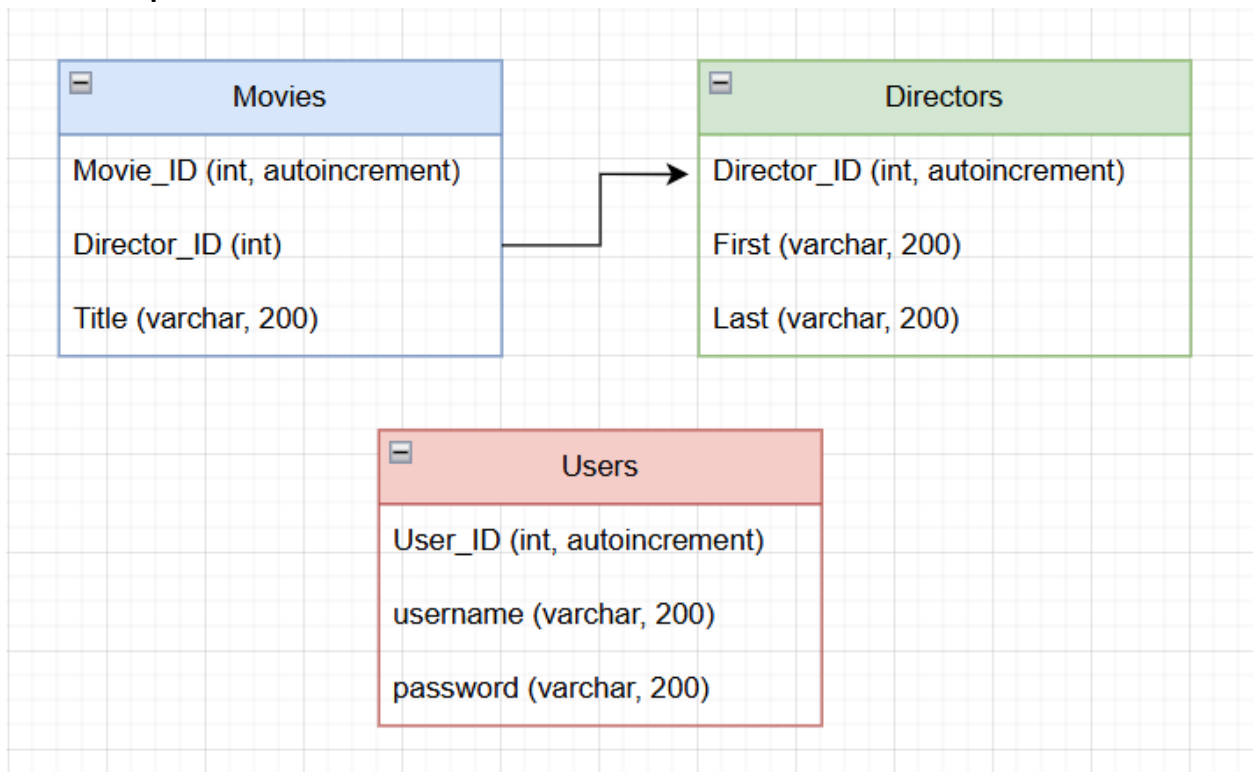 Movies
Movie_ID (int, autoincrement)
Director_ID (int)
Title (varchar, 200)
Directors
Director_ID (int, autoincrement)
First (varchar, 200)
Last (varchar, 200)
Users
User_ID (int, autoincrement)
username (varchar, 200)
password (varchar, 200)